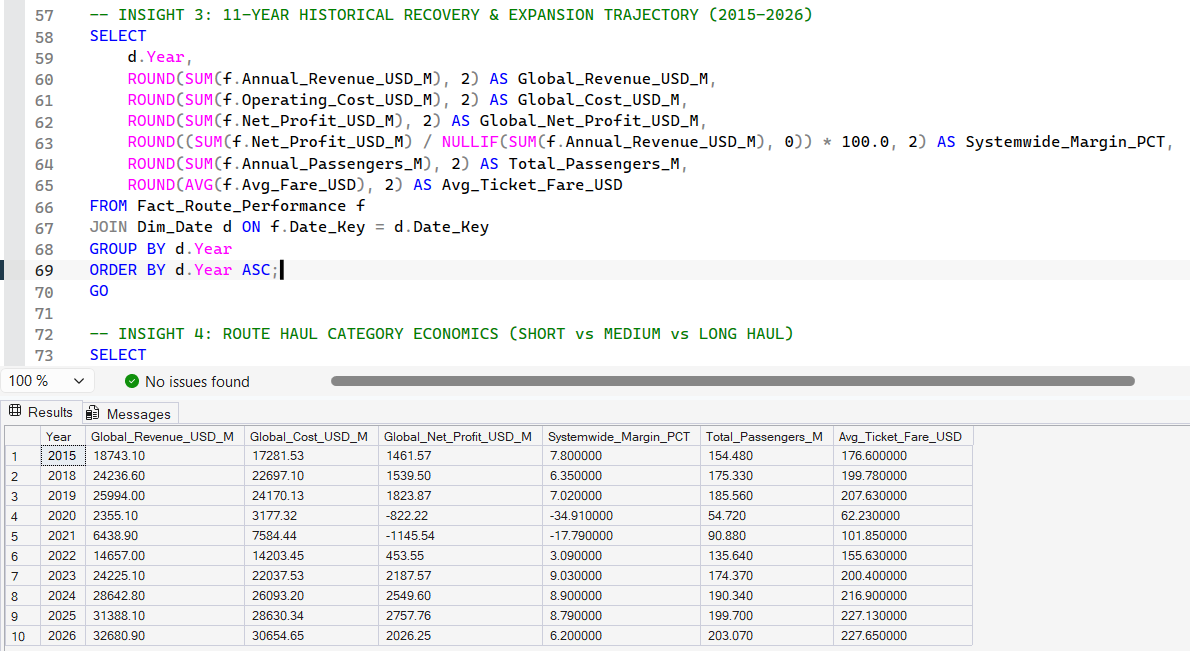 57 -- INSIGHT 3: 11-YEAR HISTORICAL RECOVERY & EXPANSION TRAJECTORY (2015-2026)
58 SELECT
59 d.Year,
60 ROUND(SUM(f.Annual_Revenue_USD_M), 2) AS Global_Revenue_USD_M,
61 ROUND(SUM(f.Operating_Cost_USD_M), 2) AS Global_Cost_USD_M,
62 ROUND(SUM(f.Net_Profit_USD_M), 2) AS Global_Net_Profit_USD_M,
63 ROUND((SUM(f.Net_Profit_USD_M) / NULLIF(SUM(f.Annual_Revenue_USD_M), 0)) * 100.0, 2) AS Systemwide_Margin_PCT,
64 ROUND(SUM(f.Annual_Passengers_M), 2) AS Total_Passengers_M,
65 ROUND(AVG(f.Avg_Fare_USD), 2) AS Avg_Ticket_Fare_USD
66 FROM Fact_Route_Performance f
67 JOIN Dim_Date d ON f.Date_Key = d.Date_Key
68 GROUP BY d.Year
69 ORDER BY d.Year ASC;
70 GO
71
72 -- INSIGHT 4: ROUTE HAUL CATEGORY ECONOMICS (SHORT vs MEDIUM vs LONG HAUL)
73 SELECT
100 % No issues found
Results Messages
Year Global_Revenue_USD_M Global_Cost_USD_M Global_Net_Profit_USD_M Systemwide_Margin_PCT Total_Passengers_M Avg_Ticket_Fare_USD
1 2015 18743.10 17281.53 1461.57 7.800000 154.480 176.600000
2 2018 24236.60 22697.10 1539.50 6.350000 175.330 199.780000
3 2019 25994.00 24170.13 1823.87 7.020000 185.560 207.630000
4 2020 2355.10 3177.32 -822.22 -34.910000 54.720 62.230000
5 2021 6438.90 7584.44 -1145.54 -17.790000 90.880 101.850000
6 2022 14657.00 14203.45 453.55 3.090000 135.640 155.630000
7 2023 24225.10 22037.53 2187.57 9.030000 174.370 200.400000
8 2024 28642.80 26093.20 2549.60 8.900000 190.340 216.900000
9 2025 31388.10 28630.34 2757.76 8.790000 199.700 227.130000
10 2026 32680.90 30654.65 2026.25 6.200000 203.070 227.650000